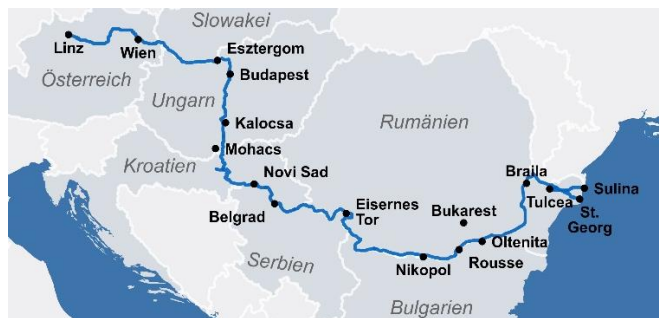 Slowakei
Linz
Wien
Esztergom
Österreich
Budapest
Ungarn
Kalocsa
Rumänien
Mohacs
Kroatien
Novi Sad
Braila
Sulina
Eisernes
Tor
Tulcea
St.
Georg
Belgrad
Bukarest
Oltenita
Serbien
Nikopol
Rousse
Bulgarien